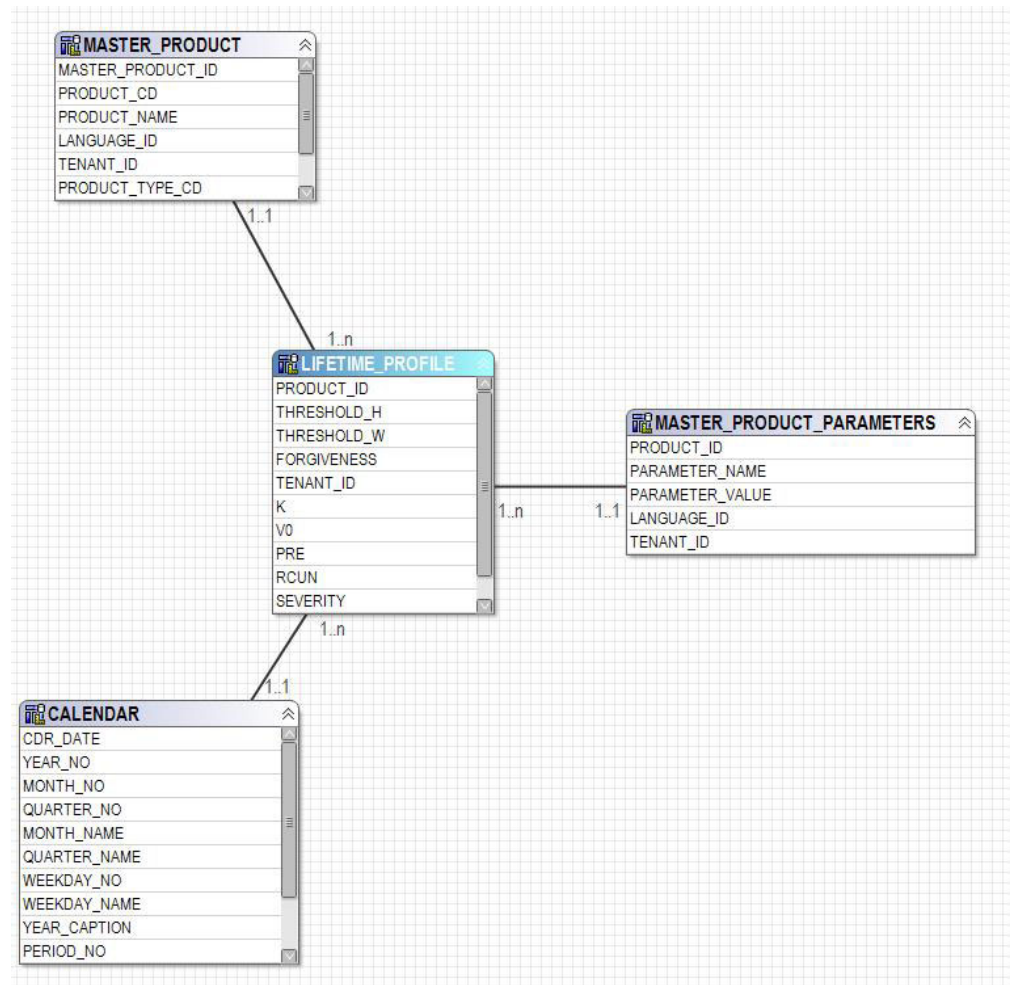 MASTER_PRODUCT
MASTER_PRODUCT_ID
PRODUCT_CD
PRODUCT_NAME
LANGUAGE_ID
TENANT_ID
PRODUCT_TYPE_CD
1..1
1..n
LIFETIME_PROFILE
PRODUCT_ID
THRESHOLD_H
THRESHOLD_W
FORGIVENESS
TENANT_ID
K
V0
PRE
RCUN
SEVERITY
1..n
1..1
MASTER_PRODUCT_PARAMETERS
PRODUCT_ID
PARAMETER_NAME
PARAMETER_VALUE
LANGUAGE_ID
TENANT_ID
1..n
1..1
CALENDAR
CDR_DATE
YEAR_NO
MONTH_NO
QUARTER_NO
MONTH_NAME
QUARTER_NAME
WEEKDAY_NO
WEEKDAY_NAME
YEAR_CAPTION
PERIOD_NO